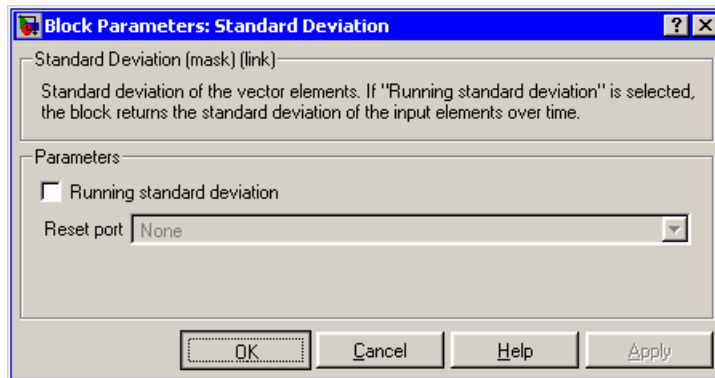 Block Parameters: Standard Deviation
Standard Deviation (mask) (link)
Standard deviation of the vector elements. If "Running standard deviation" is selected,
the block returns the standard deviation of the input elements over time.
Parameters
Running standard deviation
Reset port None
OK Cancel Help Apply